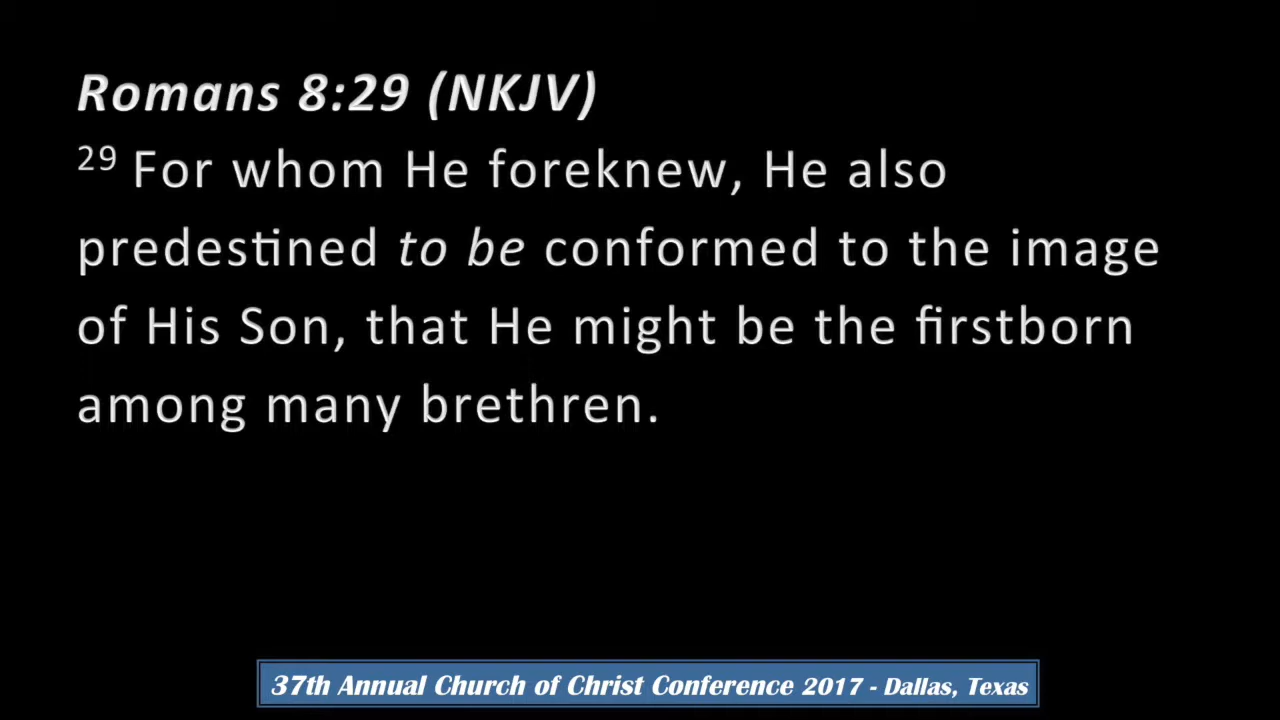 Romans 8:29 (NKJV)
29 For whom He foreknew, He also
predestined to be conformed to the image
of His Son, that He might be the firstborn
among many brethren.
37th Annual Church of Christ Conference 2017 - Dallas, Texas